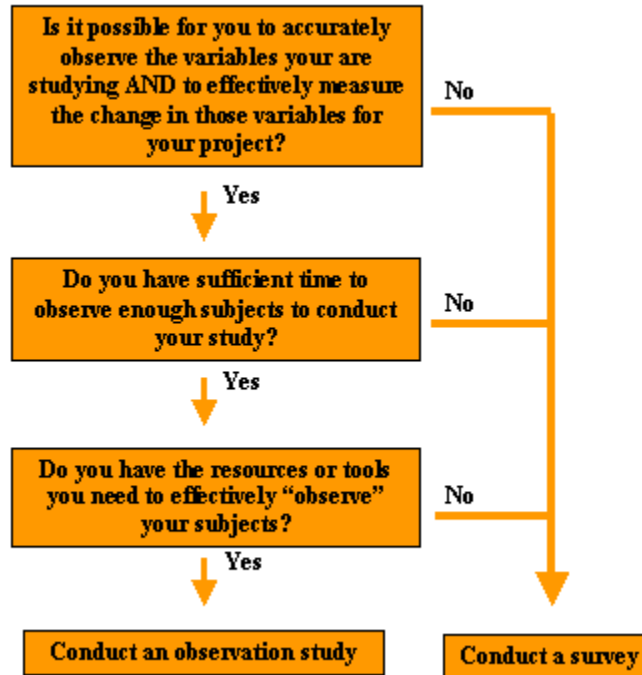 Is it possible for you to accurately
observe the variables your are
studying AND to effectively measure
the change in those variables for
your project?
No
Yes
Do you have sufficient time to
observe enough subjects to conduct
your study?
No
Yes
Do you have the resources or tools
you need to effectively “observe”
your subjects?
No
Yes
Conduct an observation study
Conduct a survey